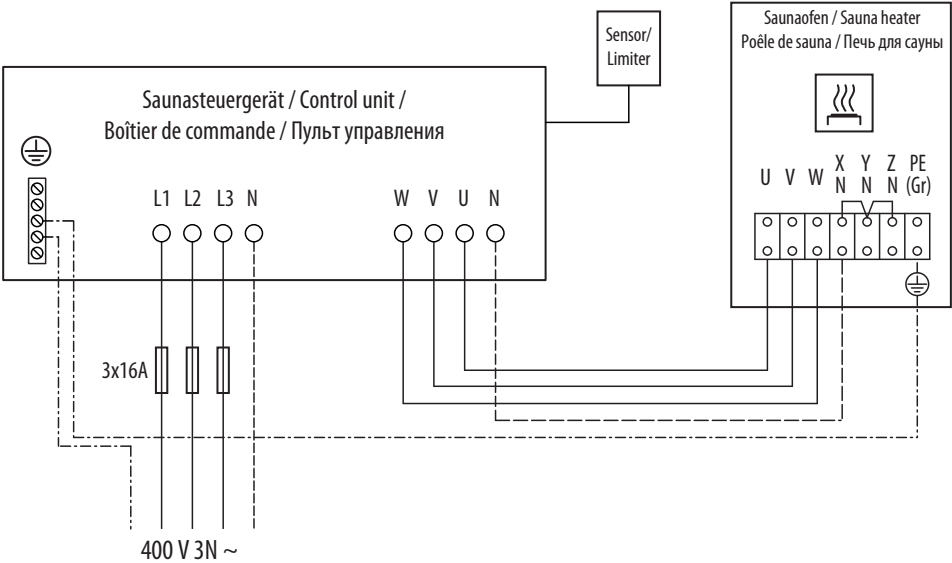 Saunaofen / Sauna heater
Poêle de sauna / Печь для сауны
Sensor/
Limiter
Saunasteuergerät / Control unit /
Boîtier de commande / Пульт управления
X Y Z PE
U V W N N N (Gr)
L1 L2 L3 N W V U N
3x16A
400 V 3N ~